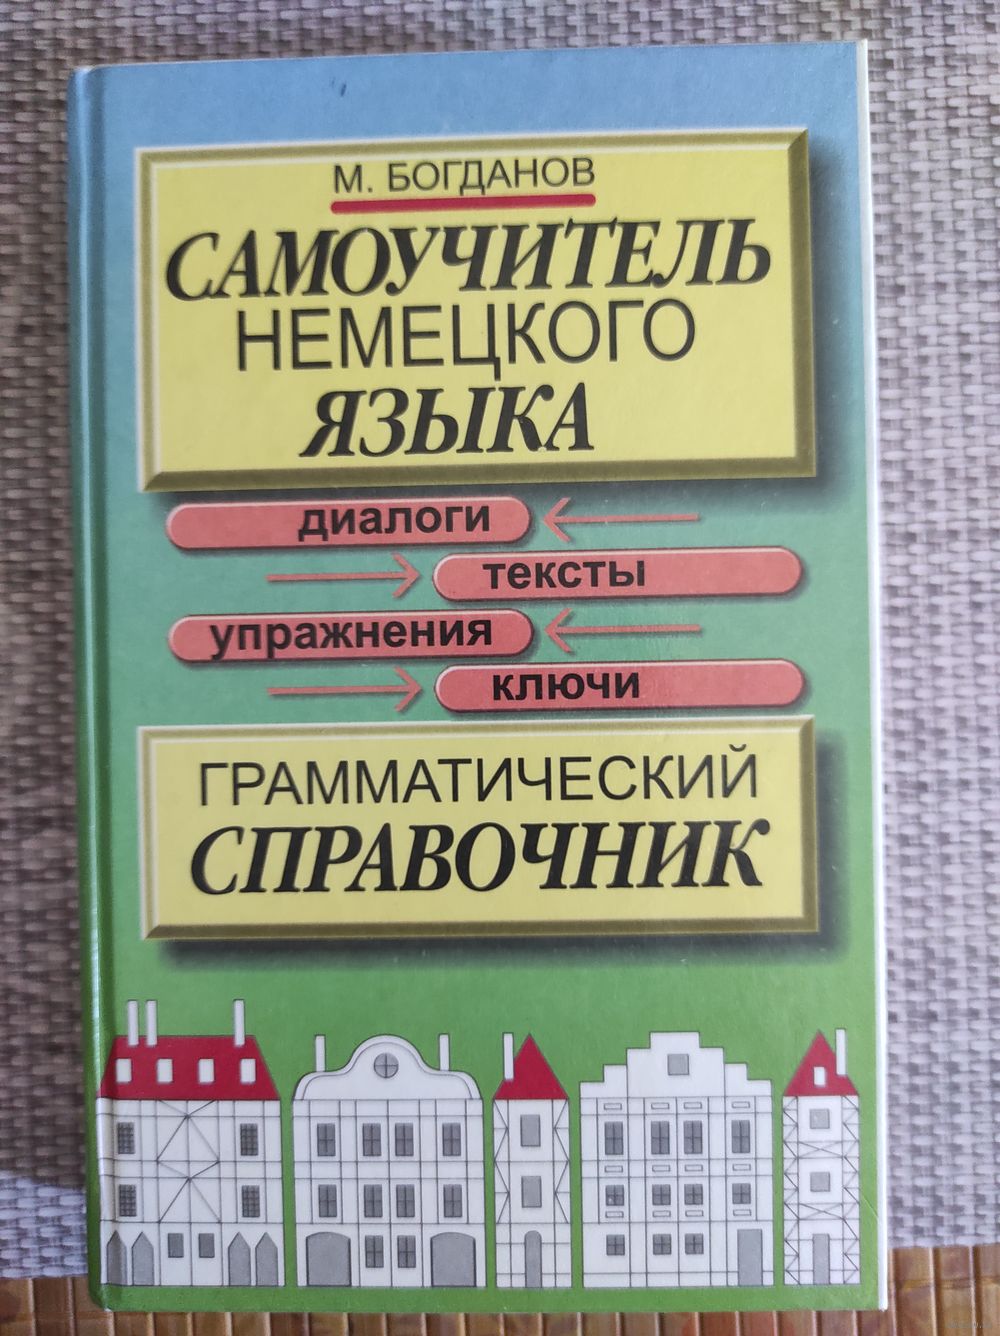 М. БОГДАНОВ
САМОУЧИТЕЛЬ
НЕМЕЦКОГО
ЯЗЫКА
диалоги
тексты
упражнения
ключи
ГРАММАТИЧЕСКИЙ
СПРАВОЧНИК